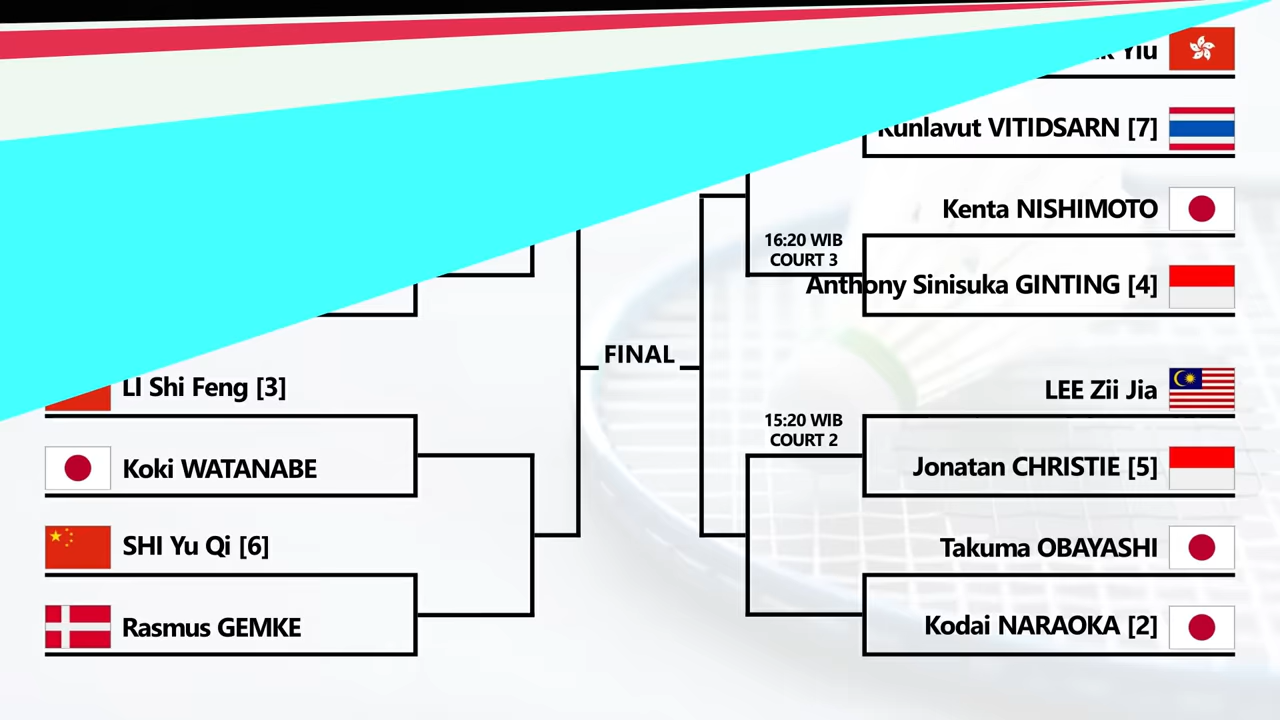 Yiu
Kunlavut VITIDSARN [7]
Kenta NISHIMOTO
16:20 WIB
COURT 3
Anthony Sinisuka GINTING [4]
FINAL
LI Shi Feng [3]
LEE Zii Jia
15:20 WIB
COURT 2
Koki WATANABE
Jonatan CHRISTIE [5]
SHI Yu Qi [6]
Takuma OBAYASHI
Rasmus GEMKE
Kodai NARAOKA [2]